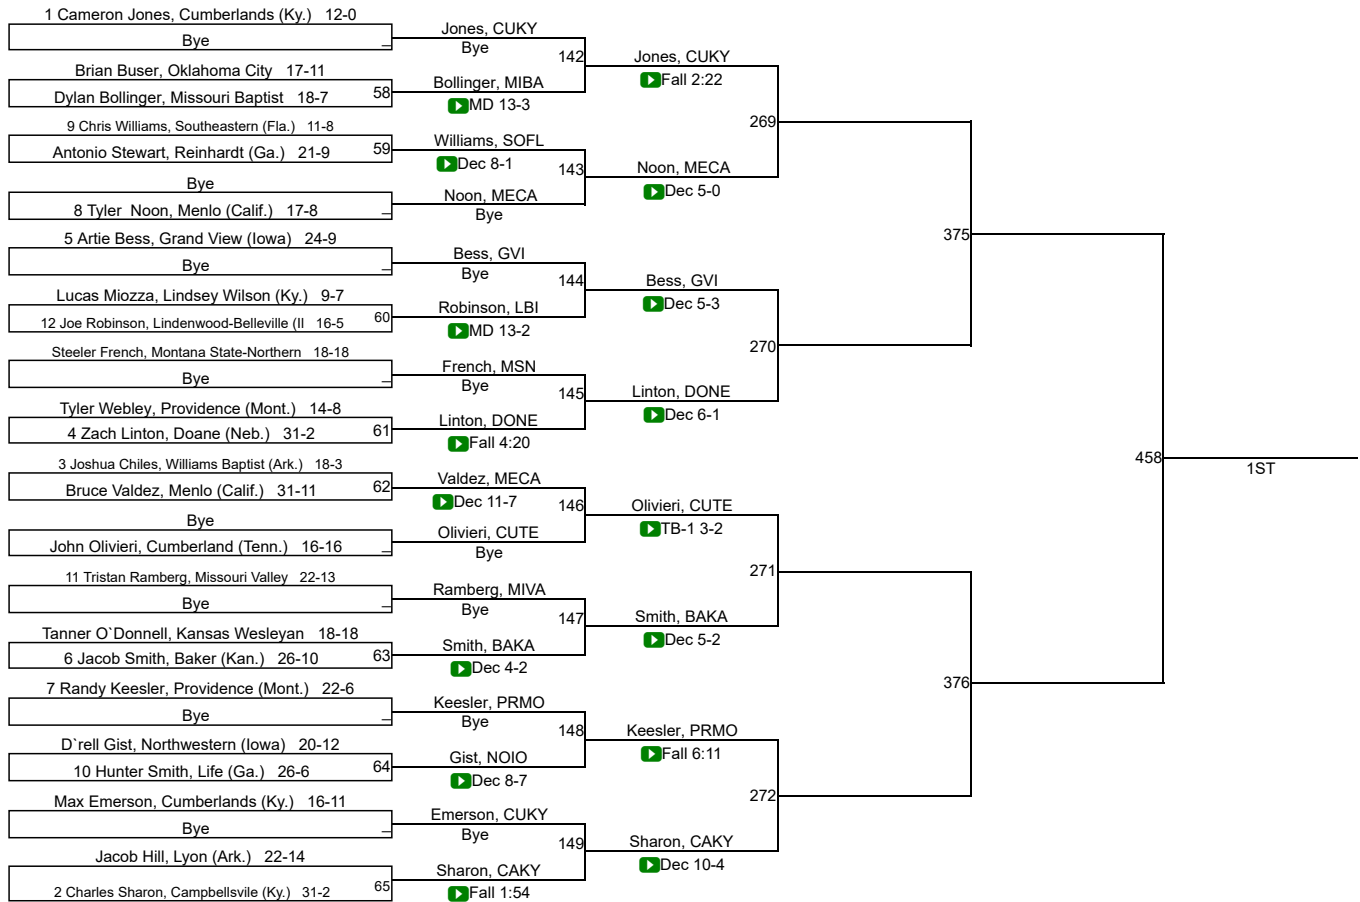 1 Cameron Jones, Cumberlands (Ky.) 12-0
Bye _
Brian Buser, Oklahoma City 17-11
Dylan Bollinger, Missouri Baptist 18-7 58
9 Chris Williams, Southeastern (Fla.) 11-8
Antonio Stewart, Reinhardt (Ga.) 21-9 59
Bye
8 Tyler Noon, Menlo (Calif.) 17-8 _
5 Artie Bess, Grand View (Iowa) 24-9
Bye _
Lucas Miozza, Lindsey Wilson (Ky.) 9-7
12 Joe Robinson, Lindenwood-Belleville (Il 16-5 60
Steeler French, Montana State-Northern 18-18
Bye _
Tyler Webley, Providence (Mont.) 14-8
4 Zach Linton, Doane (Neb.) 31-2 61
3 Joshua Chiles, Williams Baptist (Ark.) 18-3
Bruce Valdez, Menlo (Calif.) 31-11 62
Bye
John Olivieri, Cumberland (Tenn.) 16-16 _
11 Tristan Ramberg, Missouri Valley 22-13
Bye _
Tanner O`Donnell, Kansas Wesleyan 18-18
6 Jacob Smith, Baker (Kan.) 26-10 63
7 Randy Keesler, Providence (Mont.) 22-6
Bye _
D`rell Gist, Northwestern (Iowa) 20-12
10 Hunter Smith, Life (Ga.) 26-6 64
Max Emerson, Cumberlands (Ky.) 16-11
Bye _
Jacob Hill, Lyon (Ark.) 22-14
2 Charles Sharon, Campbellsvile (Ky.) 31-2 65
Jones, CUKY
Bye
142
Bollinger, MIBA
MD 13-3
Williams, SOFL
Dec 8-1
143
Noon, MECA
Bye
Bess, GVI
Bye
144
Robinson, LBI
MD 13-2
French, MSN
Bye
145
Linton, DONE
Fall 4:20
Valdez, MECA
Dec 11-7
146
Olivieri, CUTE
Bye
Ramberg, MIVA
Bye
147
Smith, BAKA
Dec 4-2
Keesler, PRMO
Bye
148
Gist, NOIO
Dec 8-7
Emerson, CUKY
Bye
149
Sharon, CAKY
Fall 1:54
Jones, CUKY
Fall 2:22
269
Noon, MECA
Dec 5-0
Bess, GVI
Dec 5-3
270
Linton, DONE
Dec 6-1
Olivieri, CUTE
TB-1 3-2
271
Smith, BAKA
Dec 5-2
Keesler, PRMO
Fall 6:11
272
Sharon, CAKY
Dec 10-4
375
376
458
1ST